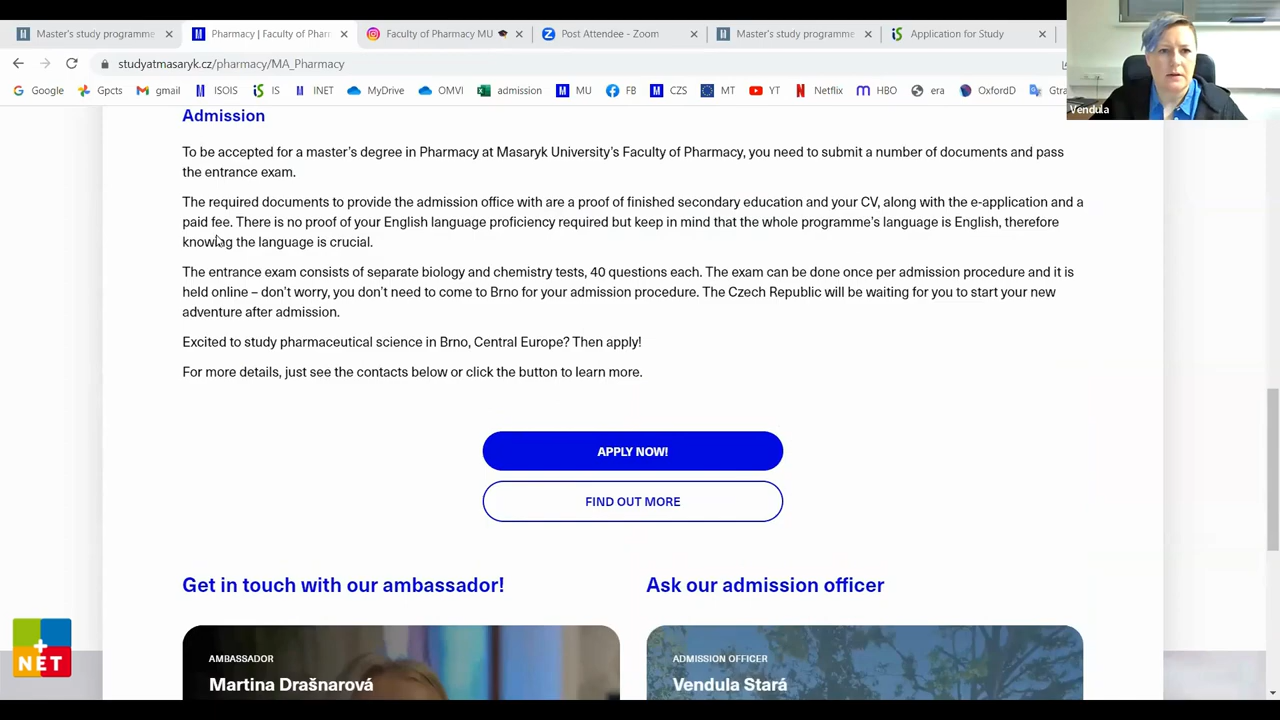 Master's study programme
Pharmacy | Faculty of Phar
Faculty of Pharmacy MU
Post Attendee - Zoom
Master's study programme
Application for Study
studyatmasaryk.cz/pharmacy/MA_Pharmacy
Google
Gpcts
gmail
ISOIS
IS
INET
MyDrive
OMVI
admission
MU
FB
CZS
MT
YT
Netflix
HBO
era
OxfordD
Gtra
Vendula
Admission
To be accepted for a master's degree in Pharmacy at Masaryk University's Faculty of Pharmacy, you need to submit a number of documents and pass
the entrance exam.
The required documents to provide the admission office with are a proof of finished secondary education and your CV, along with the e-application and a
paid fee. There is no proof of your English language proficiency required but keep in mind that the whole programme's language is English, therefore
knowing the language is crucial.
The entrance exam consists of separate biology and chemistry tests, 40 questions each. The exam can be done once per admission procedure and it is
held online – don't worry, you don't need to come to Brno for your admission procedure. The Czech Republic will be waiting for you to start your new
adventure after admission.
Excited to study pharmaceutical science in Brno, Central Europe? Then apply!
For more details, just see the contacts below or click the button to learn more.
APPLY NOW!
FIND OUT MORE
Get in touch with our ambassador!
Ask our admission officer
AMBASSADOR
Martina Drašnarová
ADMISSION OFFICER
Vendula Stará
+
NET